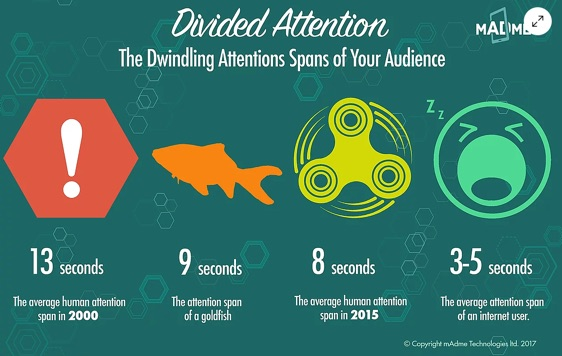 Divided Attention
MADME
The Dwindling Attentions Spans of Your Audience
z z
13 seconds
The average human attention
span in 2000
9 seconds
The attention span
of a goldfish
8 seconds
The average human attention
span in 2015
3-5 seconds
The average attention span
of an internet user.
© Copyright mAdme Technologies ltd. 2017